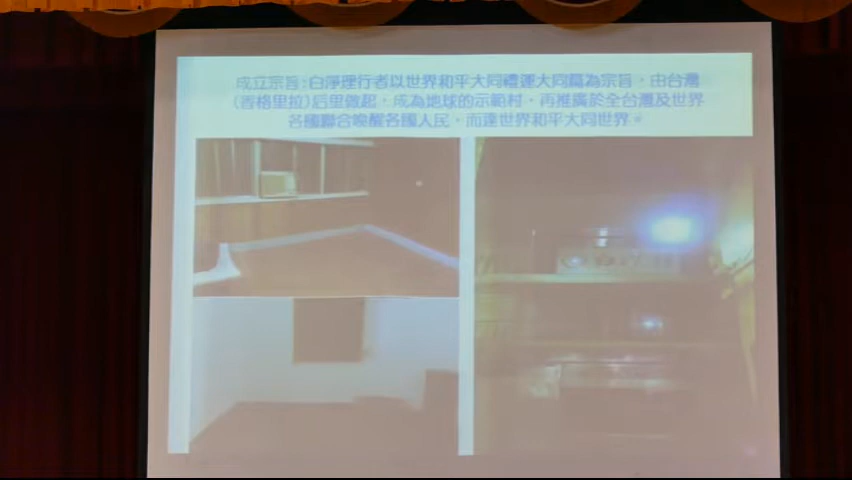 成立宗旨:白淨理行者以世界和平大同禮運大同篇為宗旨,由台灣
(香格里拉)后里做起,成為地球的示範村,再推廣於全台灣及世界
各國聯合喚醒各國人民,而達世界和平大同世界。